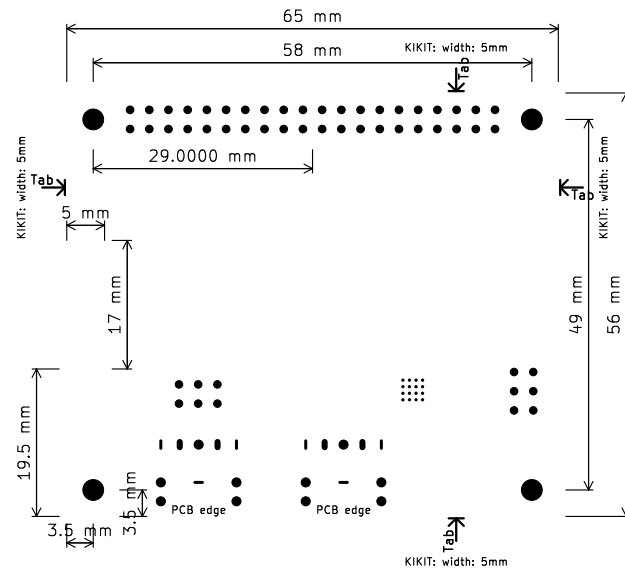 65 mm
58 mm
KIKIT: width: 5mm
Tab
29.0000 mm
KIKIT: width: 5mm
Tab
KIKIT: width: 5mm
Tab
5 mm
17 mm
49 mm
56 mm
19.5 mm
3.5 mm
3.5 mm
PCB edge
PCB edge
Tab
KIKIT: width: 5mm